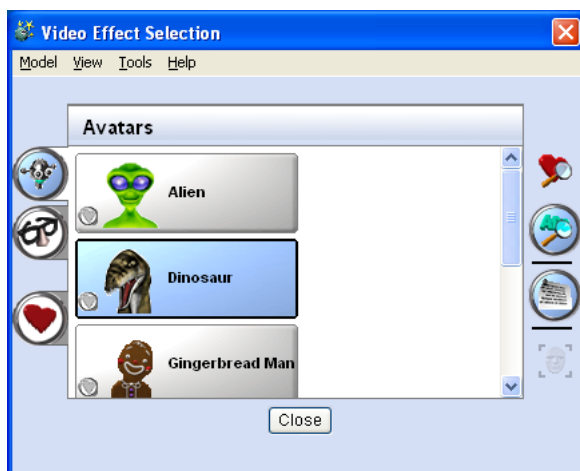 Video Effect Selection
Model View Tools Help
Avatars
Alien
Dinosaur
Gingerbread Man
Close